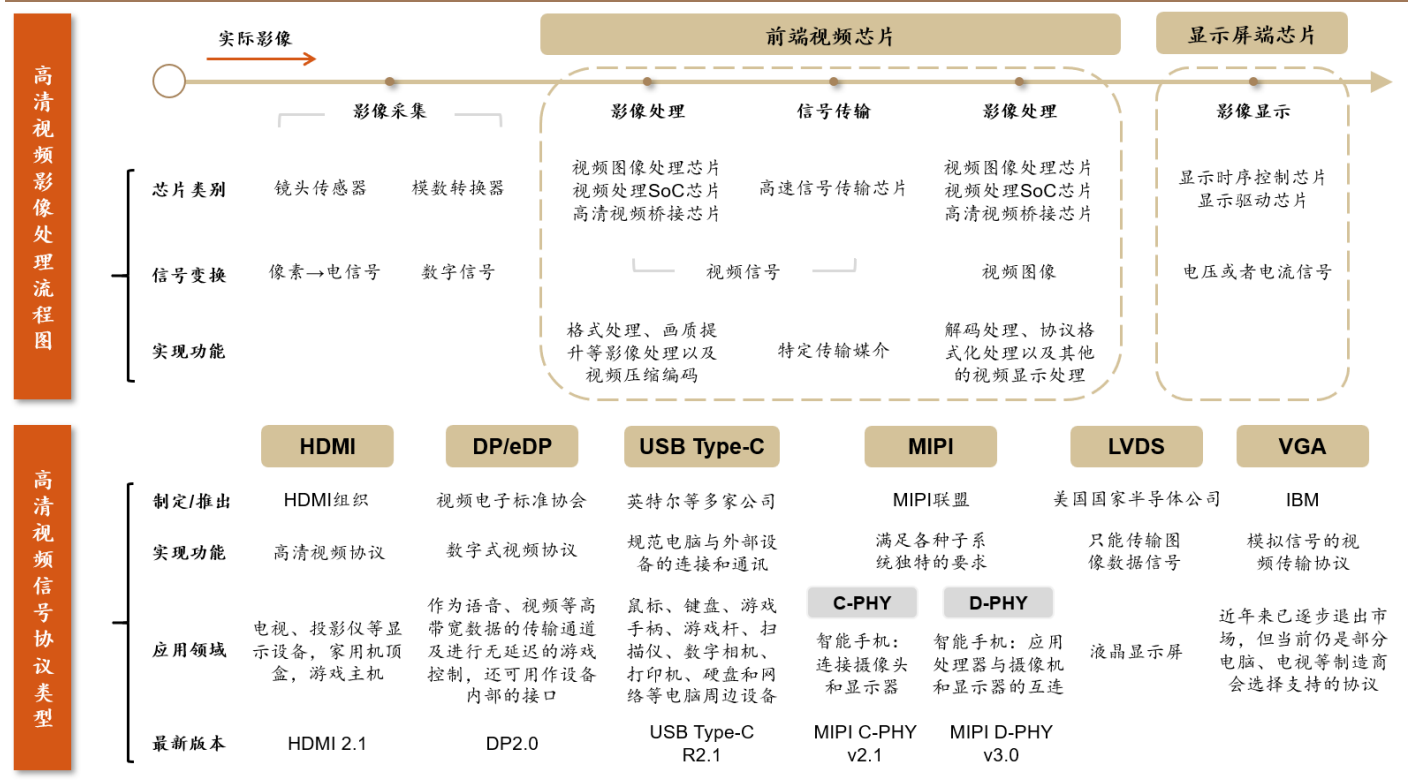 高清视频影像处理流程图
实际影像
前端视频芯片
显示屏端芯片
影像采集
影像处理
信号传输
影像处理
影像显示
芯片类别
镜头传感器
模数转换器
视频图像处理芯片
视频处理SoC芯片
高清视频桥接芯片
高速信号传输芯片
视频图像处理芯片
视频处理SoC芯片
高清视频桥接芯片
显示时序控制芯片
显示驱动芯片
信号变换
像素→电信号
数字信号
视频信号
视频图像
电压或者电流信号
实现功能
格式处理、画质提
升等影像处理以及
视频压缩编码
特定传输媒介
解码处理、协议格
式化处理以及其他
的视频显示处理
高清视频信号协议类型
HDMI
DP/eDP
USB Type-C
MIPI
LVDS
VGA
制定/推出
HDMI组织
视频电子标准协会
英特尔等多家公司
MIPI联盟
美国国家半导体公司
IBM
实现功能
高清视频协议
数字式视频协议
规范电脑与外部设
备的连接和通讯
满足各种子系
统独特的要求
只能传输图
像数据信号
模拟信号的视
频传输协议
应用领域
电视、投影仪等显
示设备，家用机顶
盒，游戏主机
作为语音、视频等高
带宽数据的传输通道
及进行无延迟的游戏
控制，还可用作设备
内部的接口
鼠标、键盘、游戏
手柄、游戏杆、扫
描仪、数字相机、
打印机、硬盘和网
络等电脑周边设备
C-PHY
智能手机：
连接摄像头
和显示器
D-PHY
智能手机：应用
处理器与摄像机
和显示器的互连
液晶显示屏
近年来已逐步退出市
场，但当前仍是部分
电脑、电视等制造商
会选择支持的协议
最新版本
HDMI 2.1
DP2.0
USB Type-C
R2.1
MIPI C-PHY
v2.1
MIPI D-PHY
v3.0